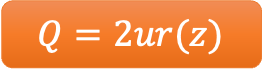 Q = 2ur(z)